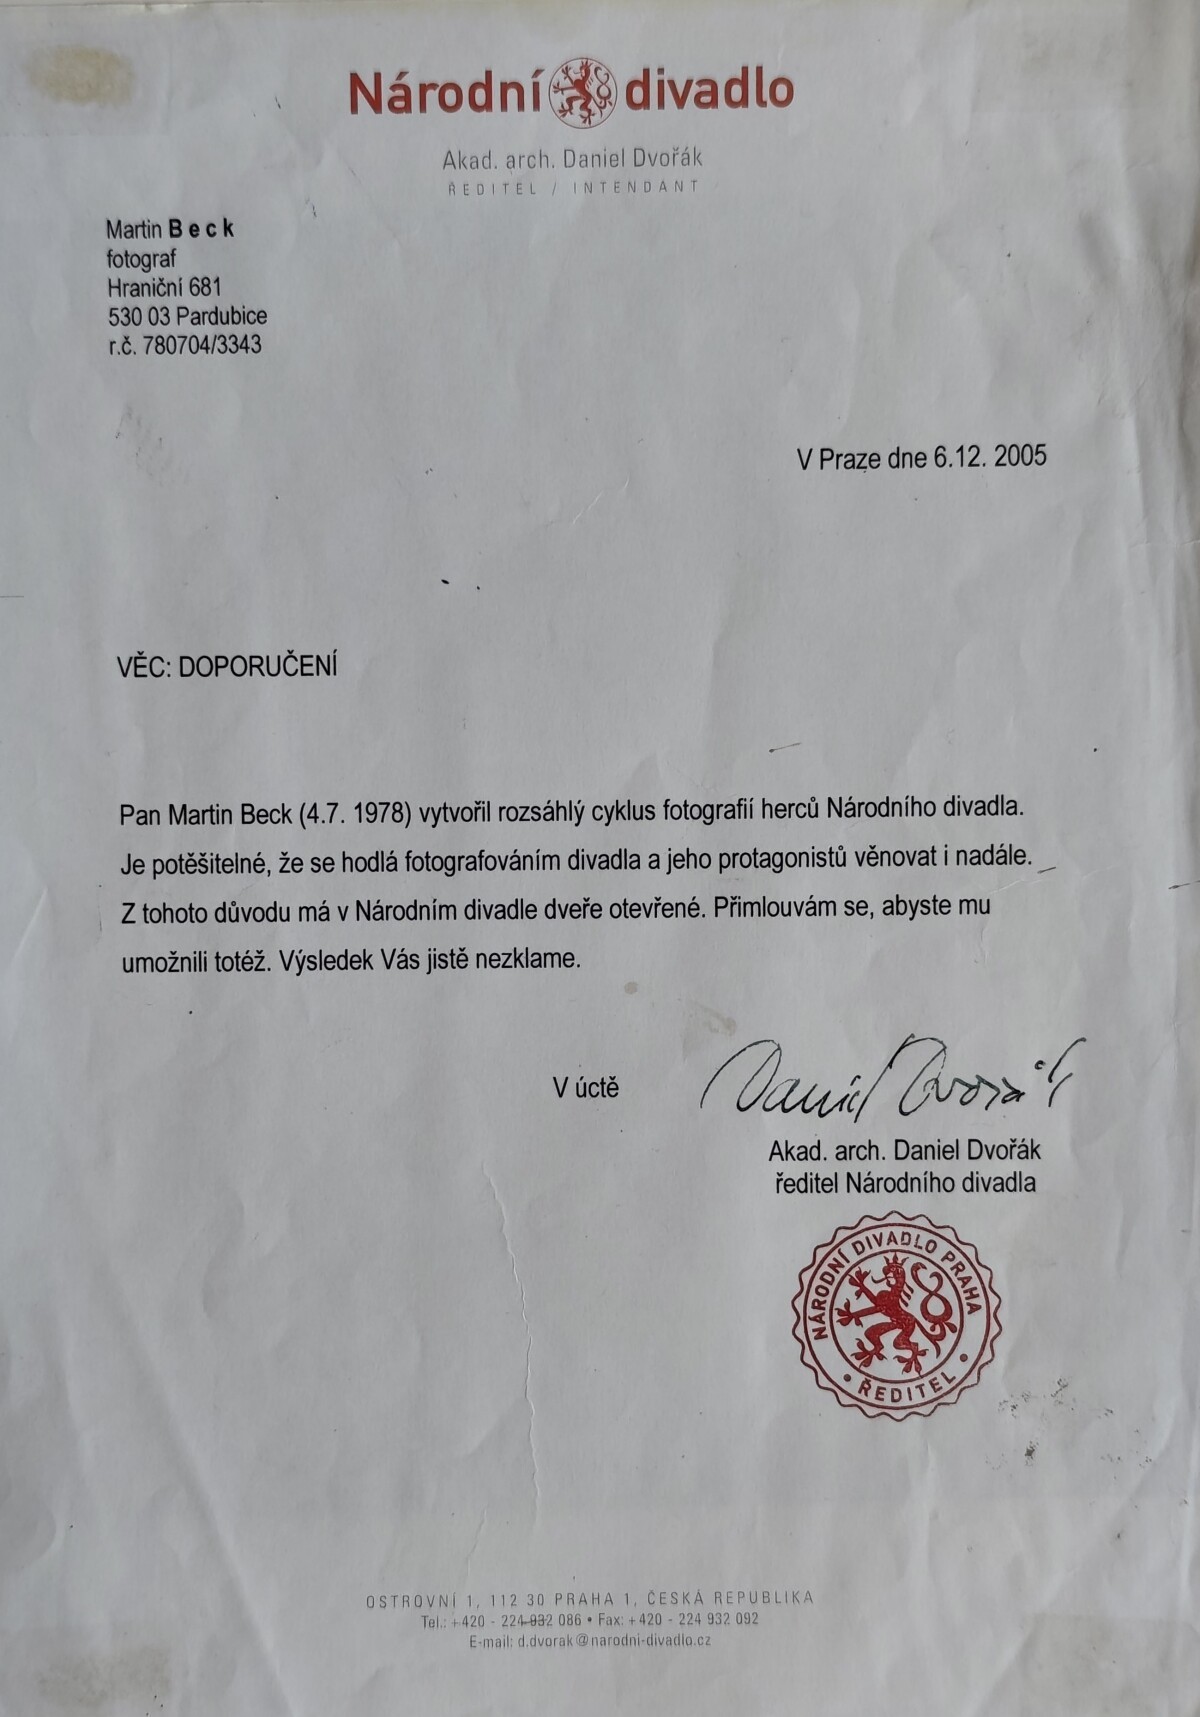 Národní divadlo
Akad. arch. Daniel Dvořák
ŘEDITEL / INTENDANT
Martin Beck
fotograf
Hraniční 681
530 03 Pardubice
r.č. 780704/3343
V Praze dne 6.12. 2005
VĚC: DOPORUČENÍ
Pan Martin Beck (4.7. 1978) vytvořil rozsáhlý cyklus fotografií herců Národního divadla.
Je potěšitelné, že se hodlá fotografováním divadla a jeho protagonistů věnovat i nadále.
Z tohoto důvodu má v Národním divadle dveře otevřené. Přimlouvám se, abyste mu
umožnili totéž. Výsledek Vás jistě nezklame.
V úctě
Daniel Dvořák
Akad. arch. Daniel Dvořák
ředitel Národního divadla
NÁRODNÍ DIVADLO PRAHA
• ŘEDITEL •
OSTROVNÍ 1, 112 30 PRAHA 1, ČESKÁ REPUBLIKA
Tel.: +420 - 224 932 086 • Fax: +420 - 224 932 092
E-mail: d.dvorak@narodni-divadlo.cz